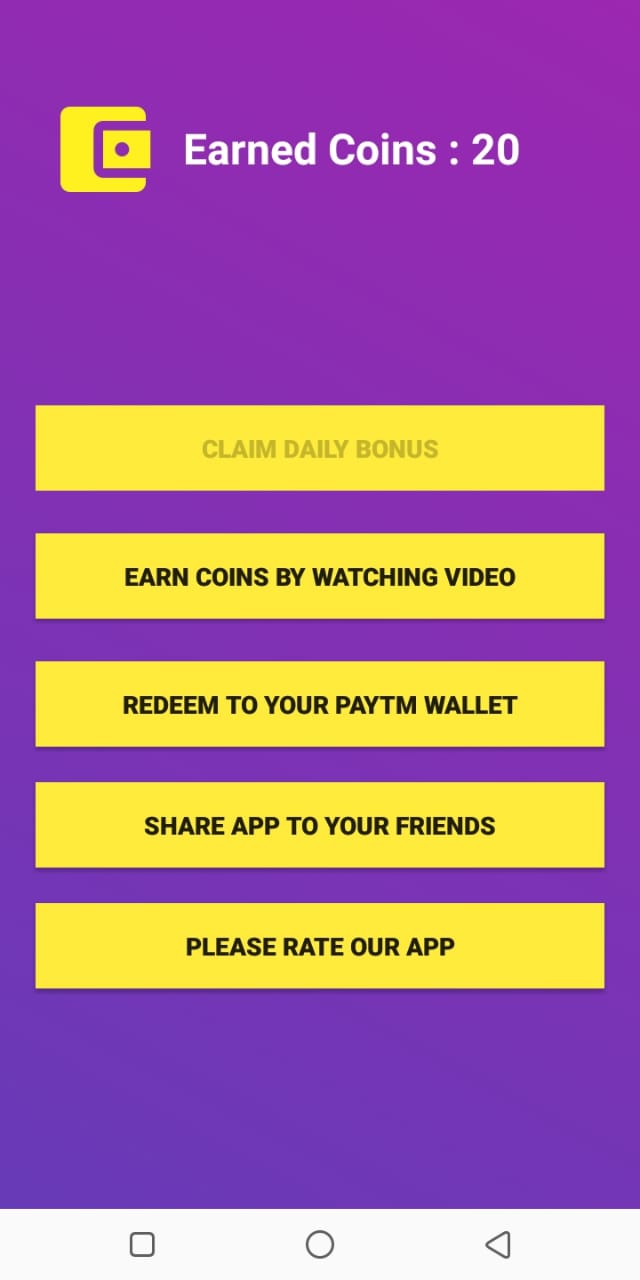 Earned Coins : 20
CLAIM DAILY BONUS
EARN COINS BY WATCHING VIDEO
REDEEM TO YOUR PAYTM WALLET
SHARE APP TO YOUR FRIENDS
PLEASE RATE OUR APP